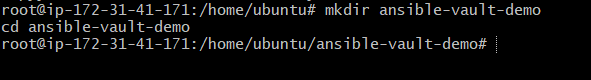 root@ip-172-31-41-171:/home/ubuntu# mkdir ansible-vault-demo
cd ansible-vault-demo
root@ip-172-31-41-171:/home/ubuntu/ansible-vault-demo#